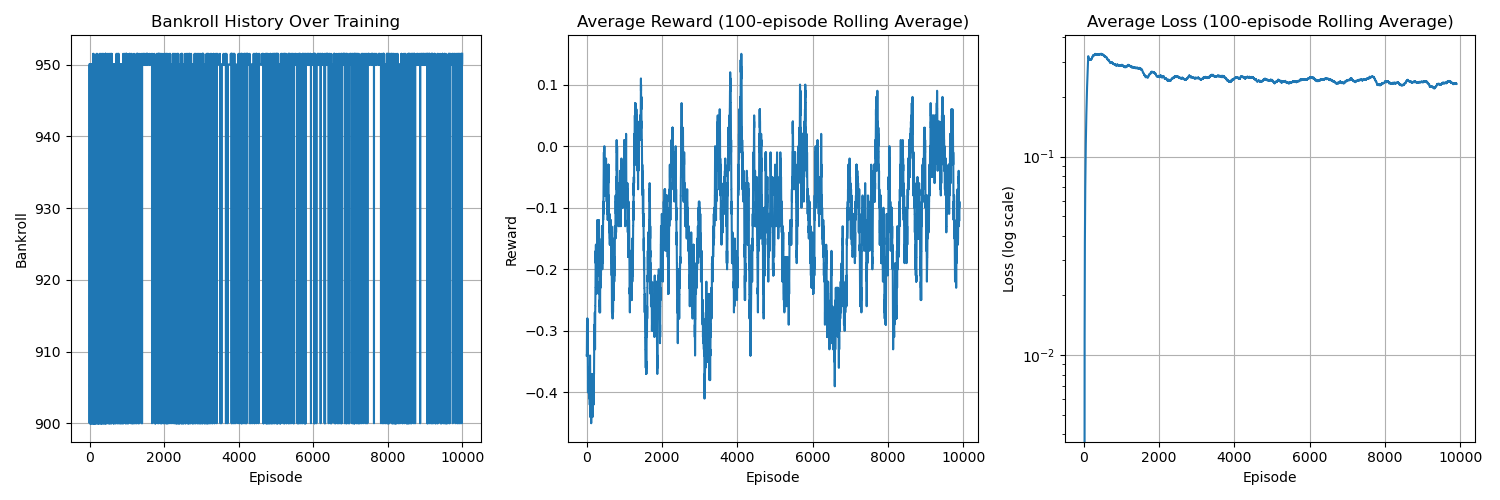 Bankroll History Over Training
Bankroll
950
940
930
920
910
900
0 2000 4000 6000 8000 10000
Episode
Average Reward (100-episode Rolling Average)
Reward
0.1
0.0
−0.1
−0.2
−0.3
−0.4
0 2000 4000 6000 8000 10000
Episode
Average Loss (100-episode Rolling Average)
Loss (log scale)
10⁻¹
10⁻²
0 2000 4000 6000 8000 10000
Episode